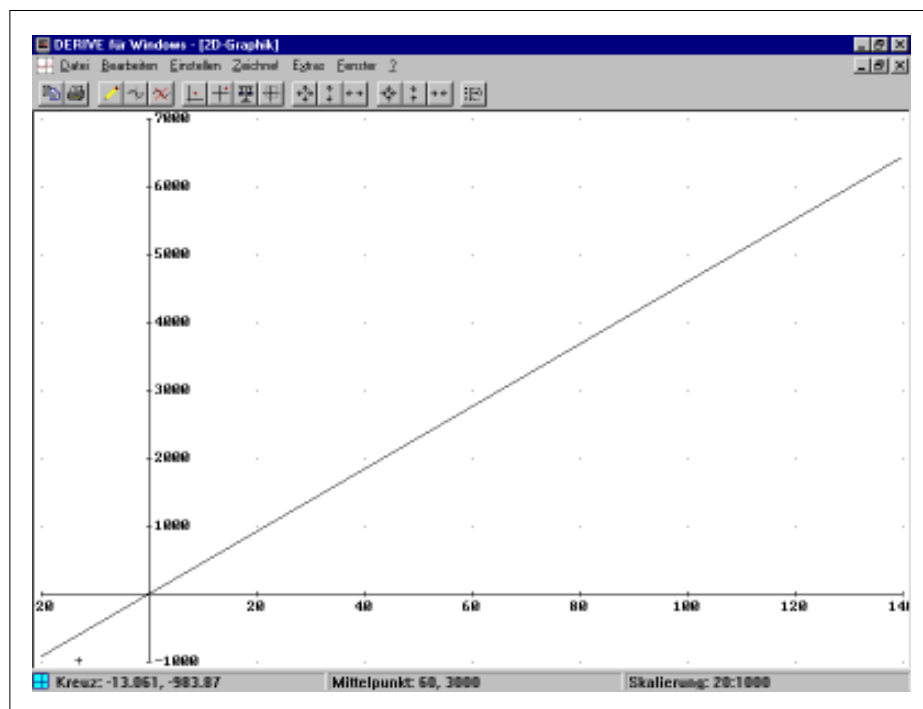 DERIVE für Windows - [2D-Graphik]
Datei Bearbeiten Einstellen Zeichnel Extras Fenster ?
7000
6000
5000
4000
3000
2000
1000
20 20 40 60 80 100 120 14
-1000
Kreuz: -13.061, -983.87 Mittelpunkt: 60, 3000 Skalierung: 20:1000